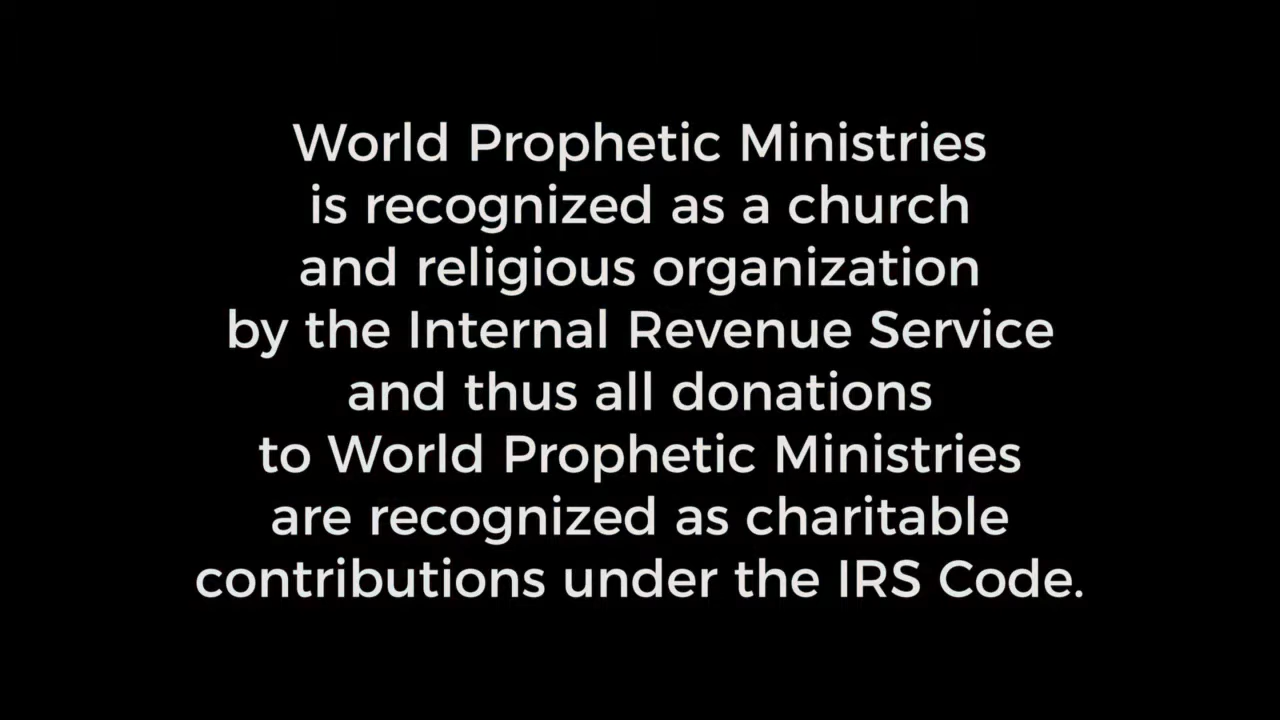 World Prophetic Ministries
is recognized as a church
and religious organization
by the Internal Revenue Service
and thus all donations
to World Prophetic Ministries
are recognized as charitable
contributions under the IRS Code.